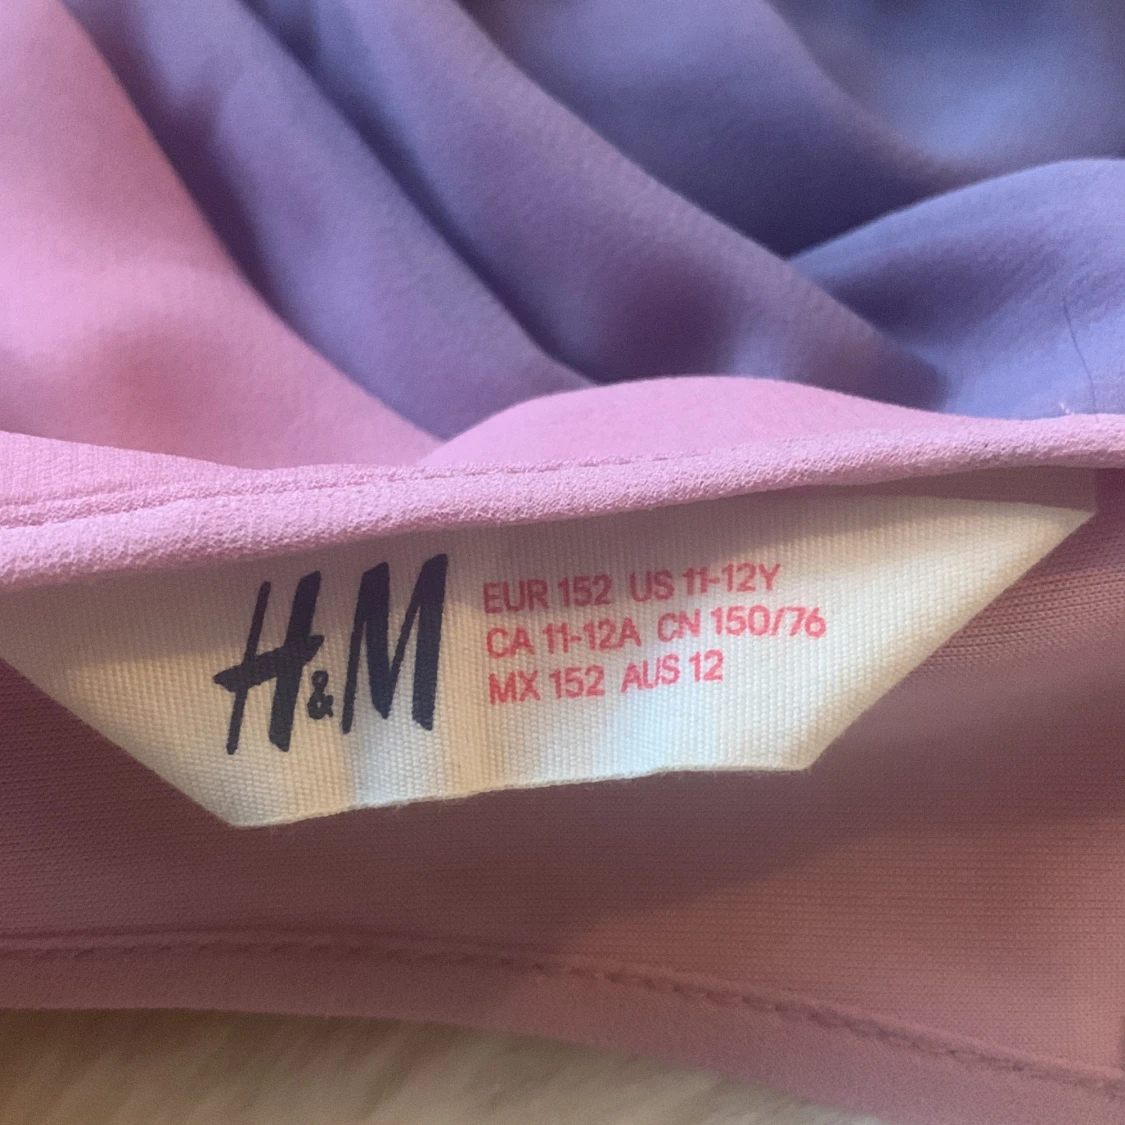 H&M
EUR 152 US 11-12Y
CA 11-12A CN 150/76
MX 152 AUS 12